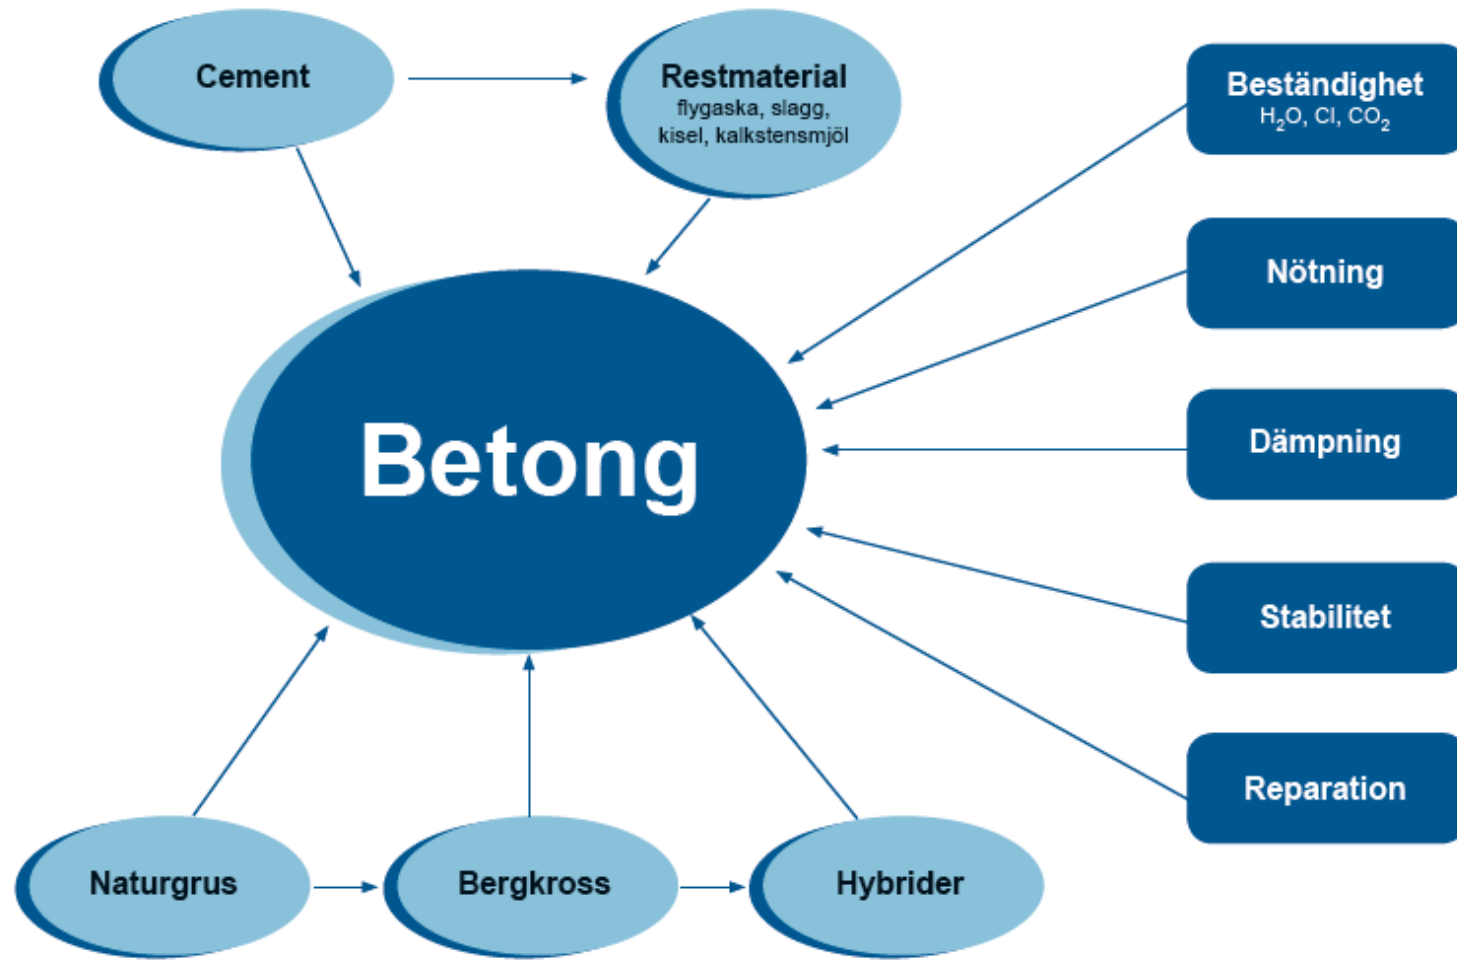 Cement
Restmaterial
flygaska, slagg,
kisel, kalkstensmjöl
Beständighet
H₂O, Cl, CO₂
Nötning
Betong
Dämpning
Stabilitet
Reparation
Naturgrus
Bergkross
Hybrider